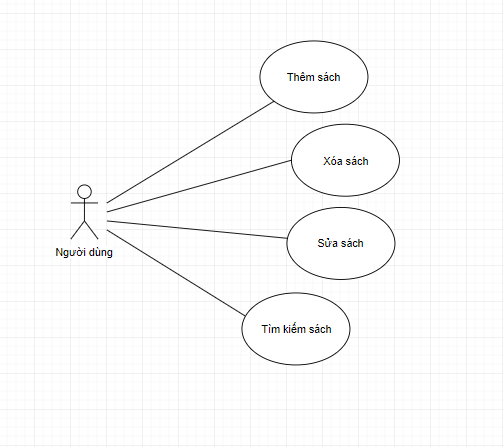 Thêm sách
Xóa sách
Sửa sách
Người dùng
Tìm kiếm sách